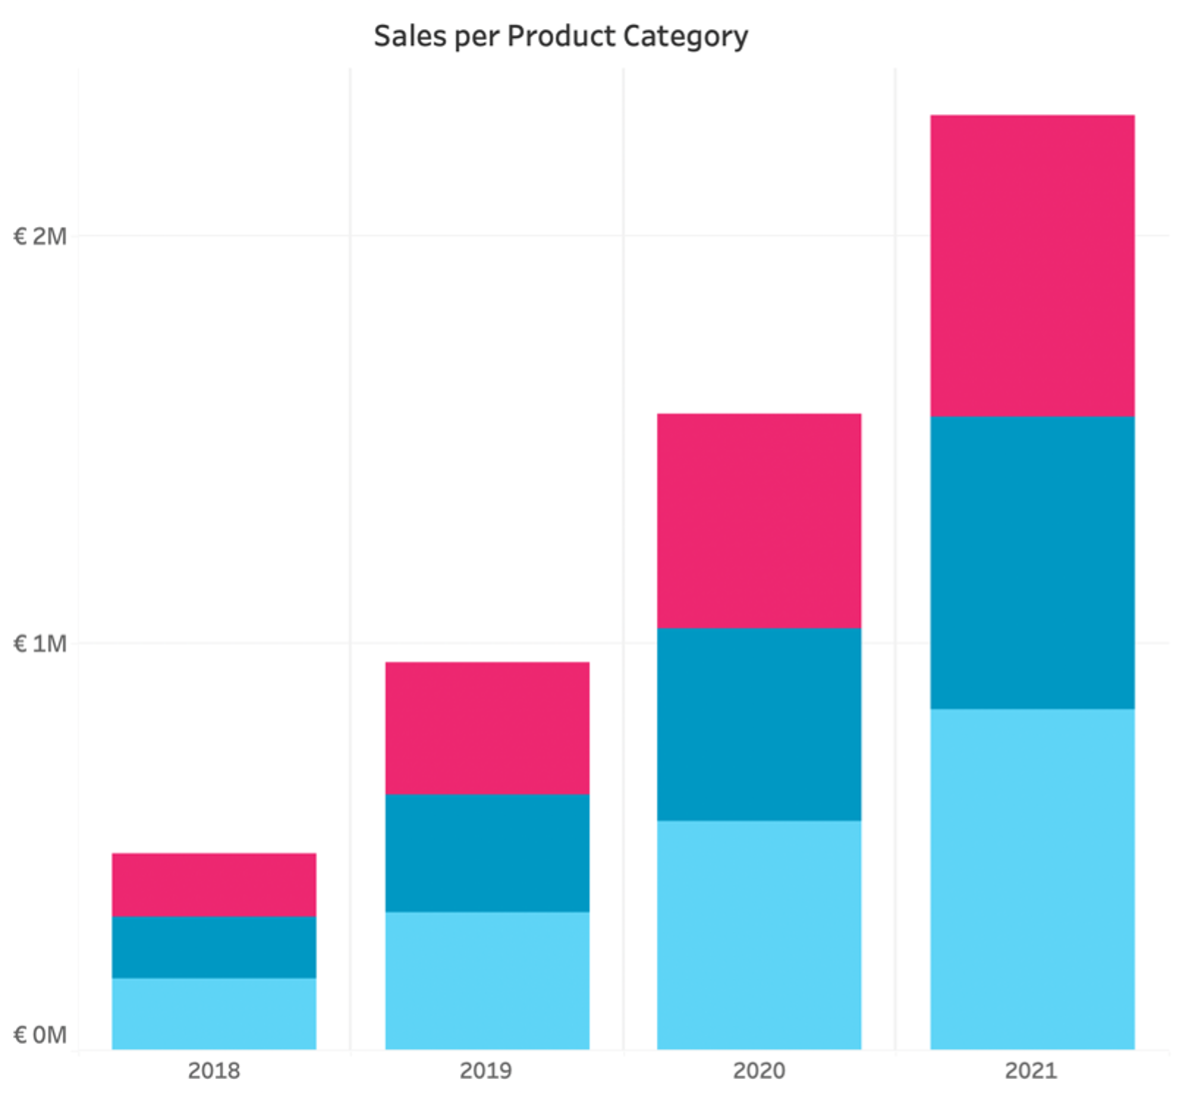 Sales per Product Category
€ 2M
€ 1M
€ 0M
2018 2019 2020 2021